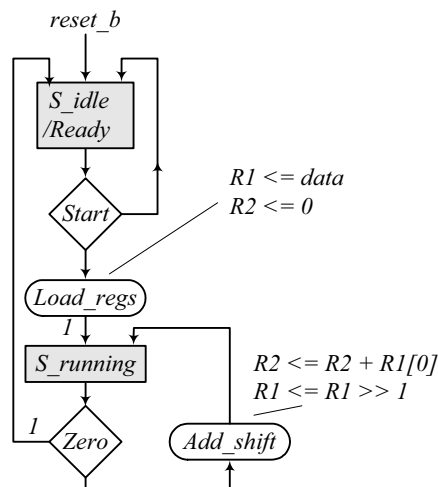 reset_b
S_idle
/Ready
Start
R1 <= data
R2 <= 0
Load_regs
1
S_running
R2 <= R2 + R1[0]
R1 <= R1 >> 1
1
Zero
Add_shift